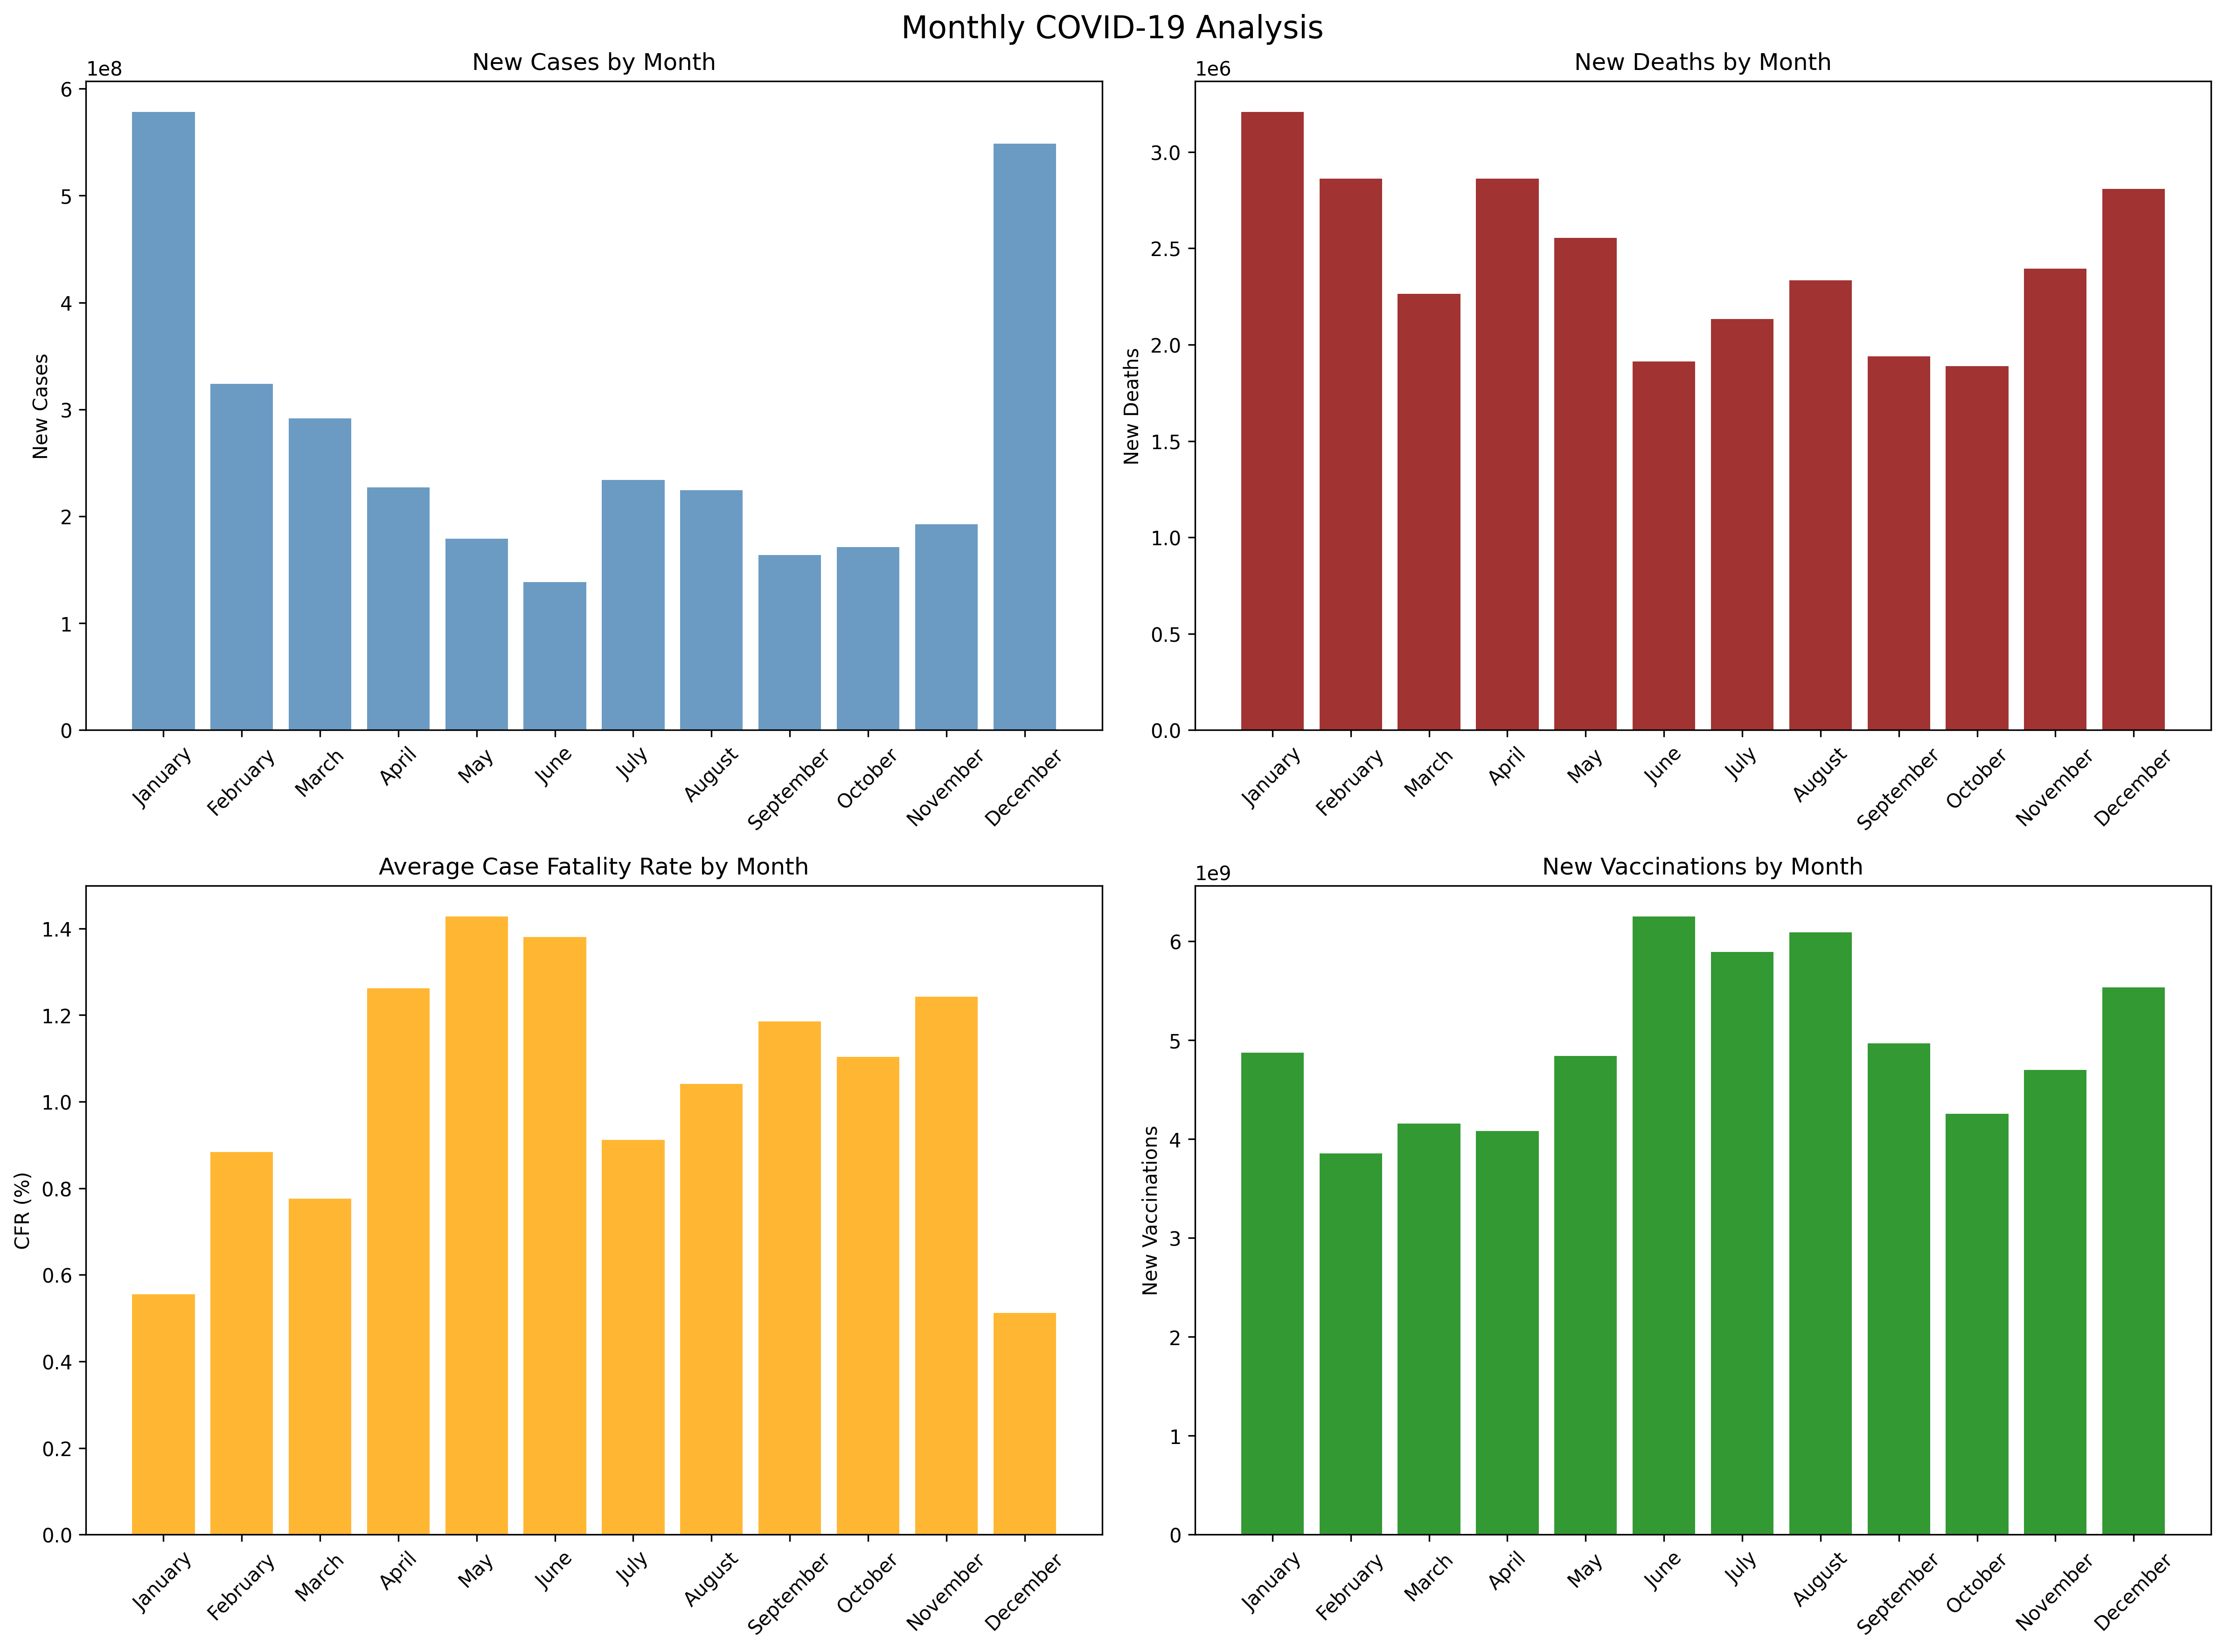 Monthly COVID-19 Analysis
New Cases by Month
1e8
6
5
4
3
2
1
0
New Cases
January
February
March
April
May
June
July
August
September
October
November
December
New Deaths by Month
1e6
3.0
2.5
2.0
1.5
1.0
0.5
0.0
New Deaths
January
February
March
April
May
June
July
August
September
October
November
December
Average Case Fatality Rate by Month
1.4
1.2
1.0
0.8
0.6
0.4
0.2
0.0
CFR (%)
January
February
March
April
May
June
July
August
September
October
November
December
New Vaccinations by Month
1e9
6
5
4
3
2
1
0
New Vaccinations
January
February
March
April
May
June
July
August
September
October
November
December